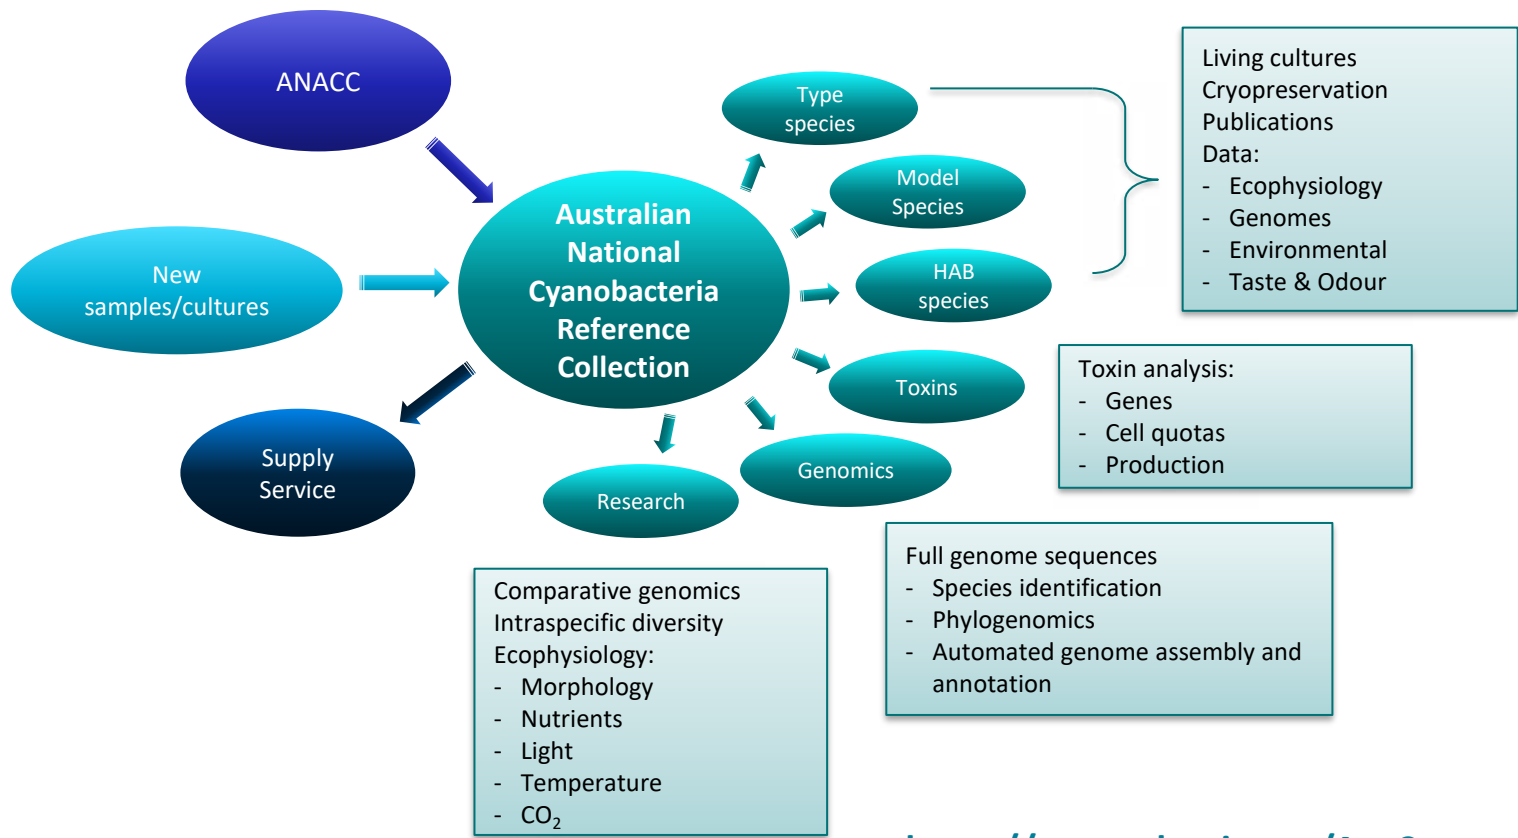 ANACC
New
samples/cultures
Supply
Service
Australian
National
Cyanobacteria
Reference
Collection
Type
species
Model
Species
HAB
species
Toxins
Genomics
Research
Living cultures
Cryopreservation
Publications
Data:
- Ecophysiology
- Genomes
- Environmental
- Taste & Odour
Toxin analysis:
- Genes
- Cell quotas
- Production
Full genome sequences
- Species identification
- Phylogenomics
- Automated genome assembly and
annotation
Comparative genomics
Intraspecific diversity
Ecophysiology:
- Morphology
- Nutrients
- Light
- Temperature
- CO₂